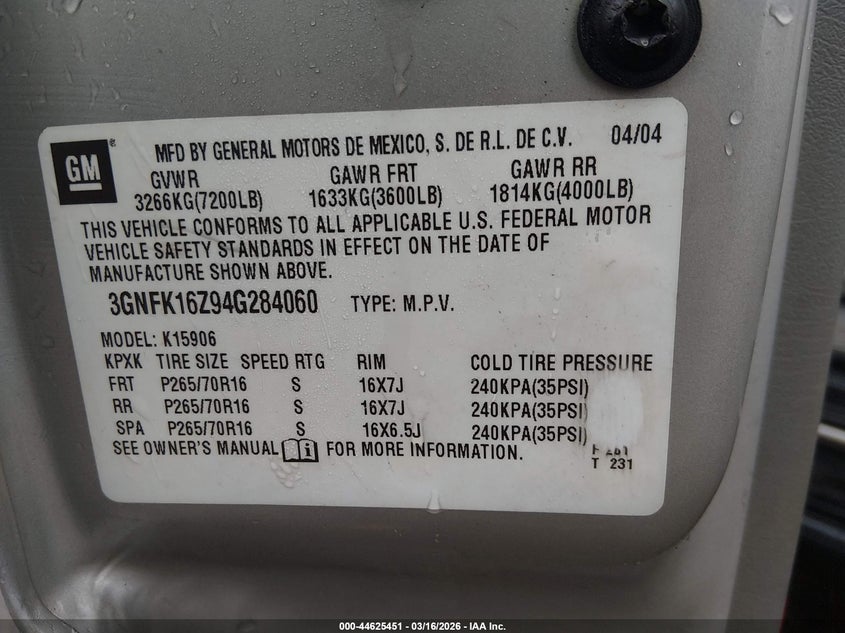 GM ®
MFD BY GENERAL MOTORS DE MEXICO, S. DE R.L. DE C.V. 04/04
GVWR GAWR FRT GAWR RR
3266KG(7200LB) 1633KG(3600LB) 1814KG(4000LB)
THIS VEHICLE CONFORMS TO ALL APPLICABLE U.S. FEDERAL MOTOR
VEHICLE SAFETY STANDARDS IN EFFECT ON THE DATE OF
MANUFACTURE SHOWN ABOVE.
3GNFK16Z94G284060 TYPE: M.P.V.
MODEL: K15906
KPXK TIRE SIZE SPEED RTG RIM COLD TIRE PRESSURE
FRT P265/70R16 S 16X7J 240KPA(35PSI)
RR P265/70R16 S 16X7J 240KPA(35PSI)
SPA P265/70R16 S 16X6.5J 240KPA(35PSI)
SEE OWNER'S MANUAL i FOR MORE INFORMATION.
T 231
000-44625451 - 03/16/2026 - IAA Inc.